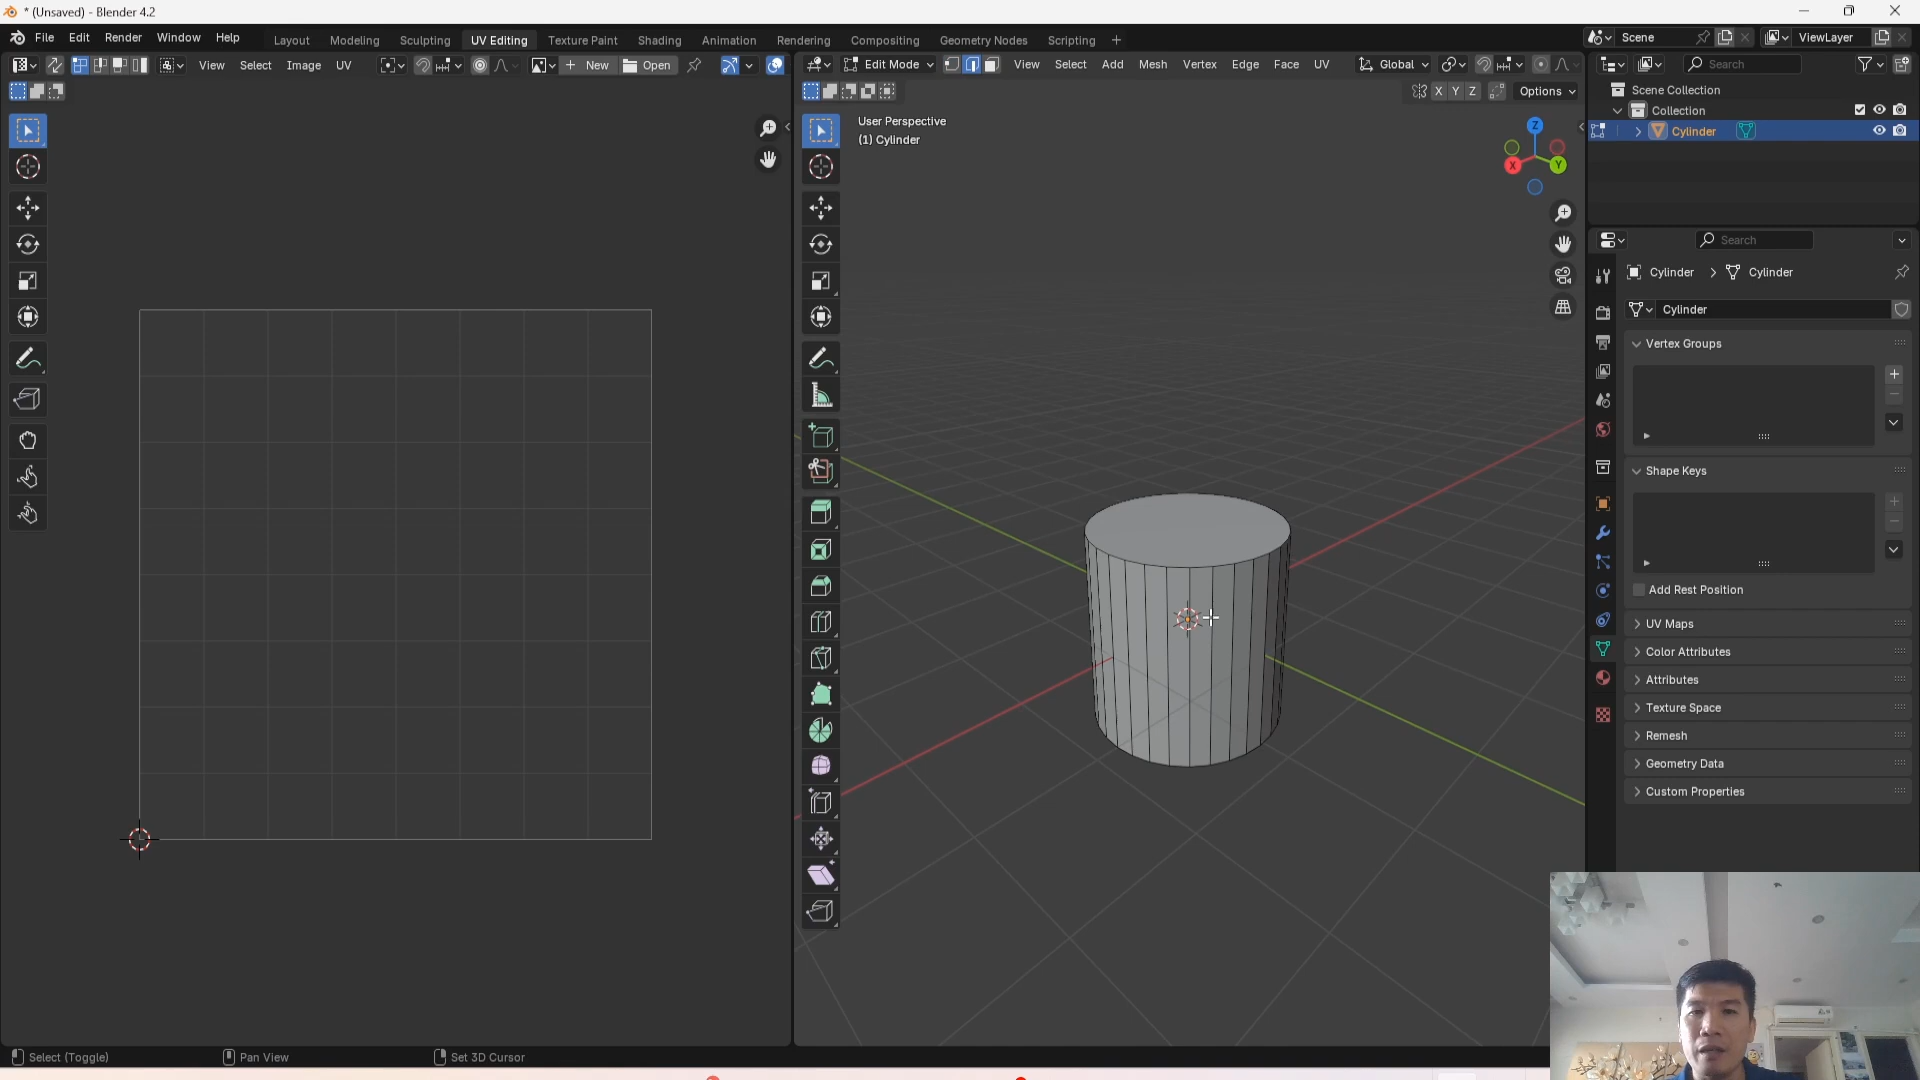 * (Unsaved) - Blender 4.2
File Edit Render Window Help Layout Modeling Sculpting UV Editing Texture Paint Shading Animation Rendering Compositing Geometry Nodes Scripting + Scene ViewLayer
View Select Image UV New Open Edit Mode View Select Add Mesh Vertex Edge Face UV Global Search
X Y Z Options
Scene Collection
Collection
Cylinder
User Perspective
(1) Cylinder
Z
X
Y
Search
Cylinder > Cylinder
Cylinder
Vertex Groups
Shape Keys
Add Rest Position
UV Maps
Color Attributes
Attributes
Texture Space
Remesh
Geometry Data
Custom Properties
Select (Toggle) Pan View Set 3D Cursor